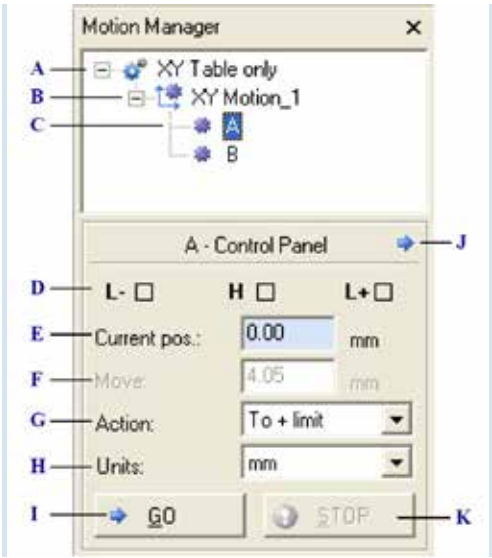 Motion Manager
A XY Table only
B XY Motion_1
C A
B
A - Control Panel J
D L- H L+
E Current pos.: 0.00 mm
F Move: 4.05 mm
G Action: To + limit
H Units: mm
I GO STOP K